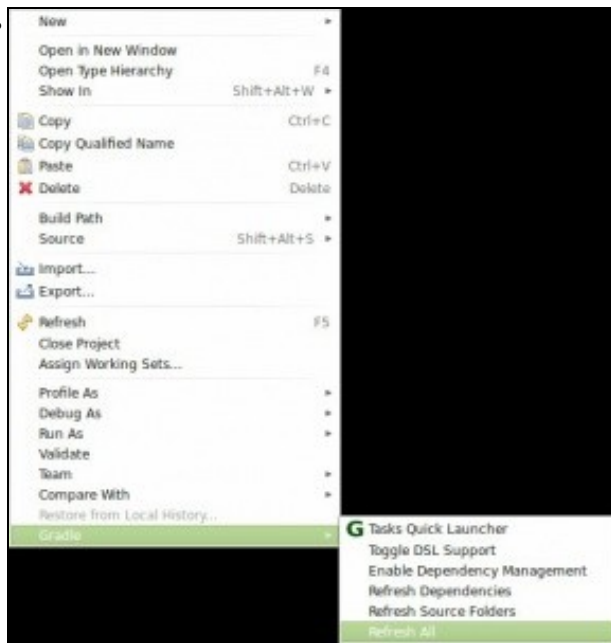 New
Open in New Window
Open Type Hierarchy F4
Show In Shift+Alt+W
Copy Ctrl+C
Copy Qualified Name
Paste Ctrl+V
Delete Delete
Build Path
Source Shift+Alt+S
Import...
Export...
Refresh F5
Close Project
Assign Working Sets...
Profile As
Debug As
Run As
Validate
Team
Compare With
Restore from Local History...
Gradle
G Tasks Quick Launcher
Toggle DSL Support
Enable Dependency Management
Refresh Dependencies
Refresh Source Folders
Refresh All